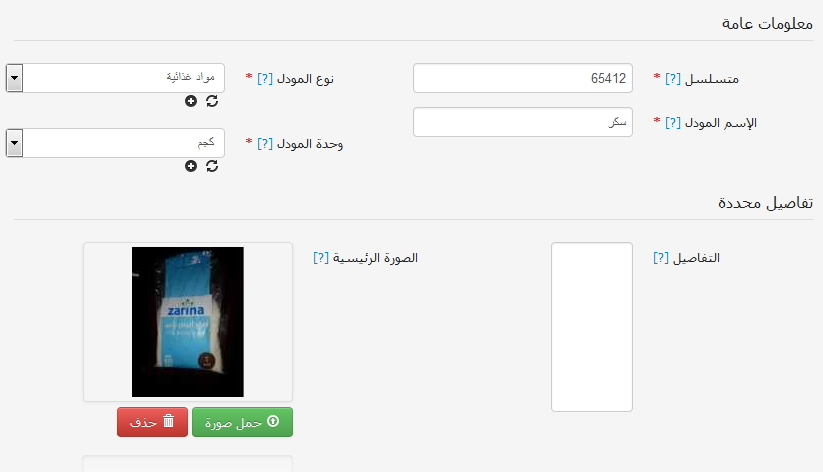 معلومات عامة
متسلسل [?] *
65412
نوع المودل [?] *
مواد غذائية
الإسم المودل [?] *
سكر
وحدة المودل [?] *
كجم
تفاصيل محددة
التفاصيل [?]
الصورة الرئيسية [?]
zarina
حمل صورة
حذف